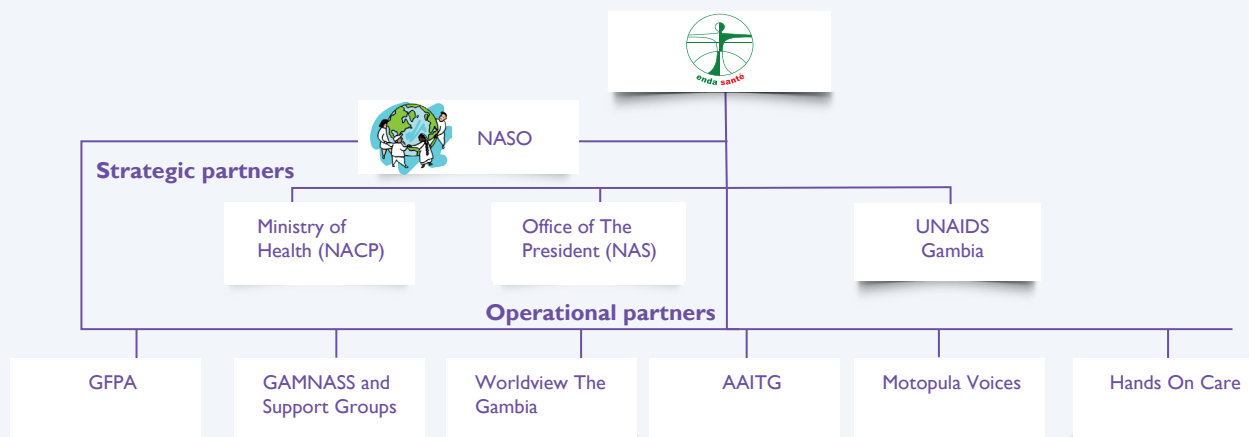 enda santé
NASO
Strategic partners
Ministry of
Health (NACP)
Office of The
President (NAS)
UNAIDS
Gambia
Operational partners
GFPA
GAMNASS and
Support Groups
Worldview The
Gambia
AAITG
Motopula Voices
Hands On Care